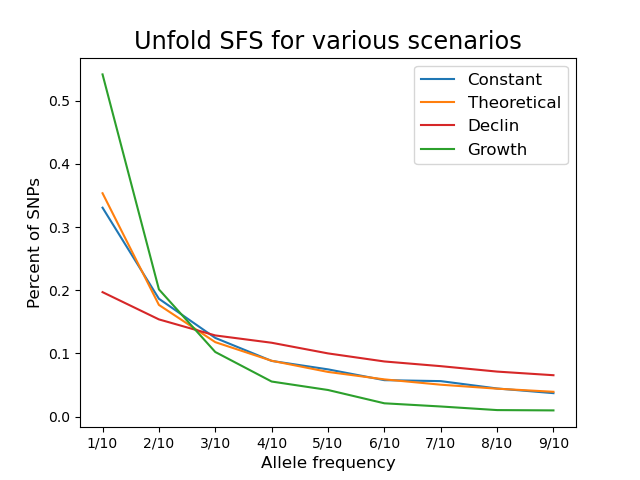 Unfold SFS for various scenarios
Constant
Theoretical
Declin
Growth
Percent of SNPs
0.5
0.4
0.3
0.2
0.1
0.0
1/10 2/10 3/10 4/10 5/10 6/10 7/10 8/10 9/10
Allele frequency